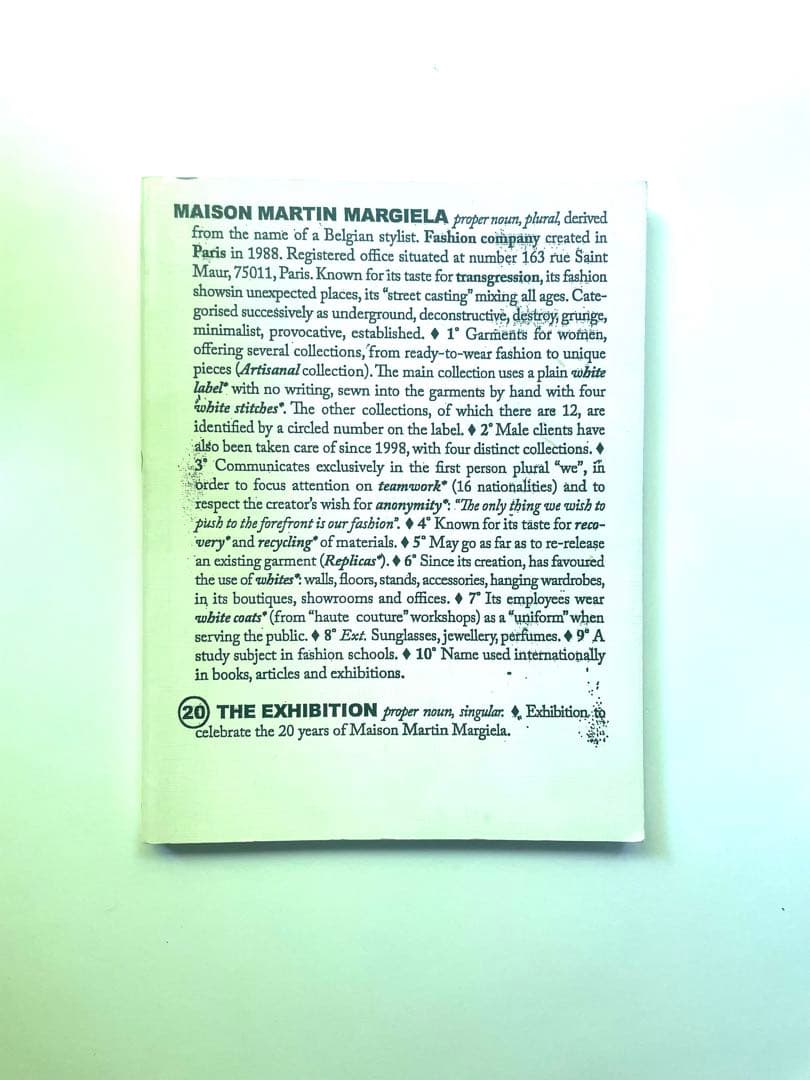 MAISON MARTIN MARGIELA proper noun, plural, derived
from the name of a Belgian stylist. Fashion company created in
Paris in 1988. Registered office situated at number 163 rue Saint
Maur, 75011, Paris. Known for its taste for transgression, its fashion
showsin unexpected places, its "street casting" mixing all ages. Cate-
gorised successively as underground, deconstructive, destroy, grunge,
minimalist, provocative, established. ♦ 1° Garments for women,
offering several collections, from ready-to-wear fashion to unique
pieces (Artisanal collection). The main collection uses a plain white
label* with no writing, sewn into the garments by hand with four
white stitches*. The other collections, of which there are 12, are
identified by a circled number on the label. ♦ 2° Male clients have
also been taken care of since 1998, with four distinct collections. ♦
3° Communicates exclusively in the first person plural "we", in
order to focus attention on teamwork* (16 nationalities) and to
respect the creator's wish for anonymity*: "The only thing we wish to
push to the forefront is our fashion". ♦ 4° Known for its taste for reco-
very* and recycling* of materials. ♦ 5° May go as far as to re-release
an existing garment (Replicas*). ♦ 6° Since its creation, has favoured
the use of whites*: walls, floors, stands, accessories, hanging wardrobes,
in its boutiques, showrooms and offices. ♦ 7° Its employees wear
white coats* (from "haute couture" workshops) as a "uniform" when
serving the public. ♦ 8° Ext. Sunglasses, jewellery, perfumes. ♦ 9° A
study subject in fashion schools. ♦ 10° Name used internationally
in books, articles and exhibitions.
20 THE EXHIBITION proper noun, singular. ♦ Exhibition to
celebrate the 20 years of Maison Martin Margiela.